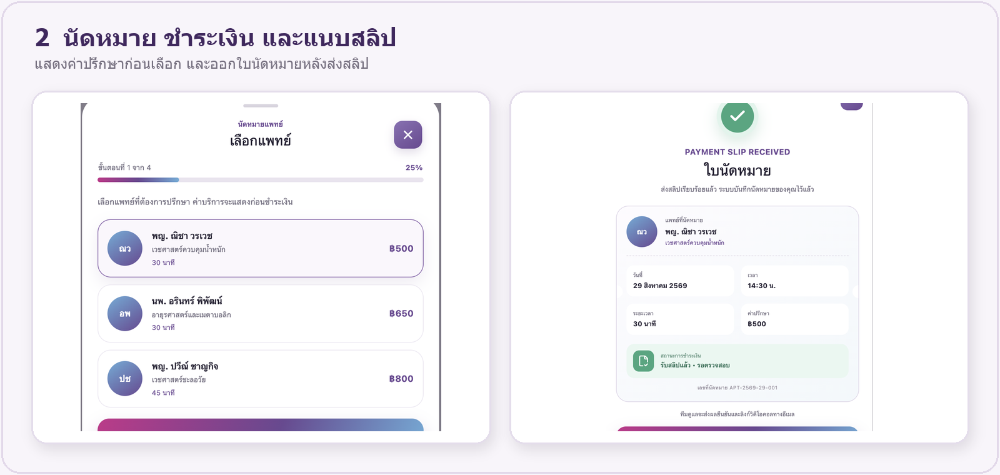 2 นัดหมาย ชำระเงิน และแนบสลิป
แสดงค่าปรึกษาก่อนเลือก และออกใบนัดหมายหลังส่งสลิป
นัดหมายแพทย์
เลือกแพทย์
ขั้นตอนที่ 1 จาก 4
25%
เลือกแพทย์ที่ต้องการปรึกษา ค่าบริการจะแสดงก่อนชำระเงิน
ณว
พญ. ณิชา วรเวช
เวชศาสตร์ควบคุมน้ำหนัก
30 นาที
฿500
อพ
นพ. อรินทร์ พิพัฒน์
อายุรศาสตร์และเมตาบอลิก
30 นาที
฿650
ปช
พญ. ปวีณ์ ชาญกิจ
เวชศาสตร์ชะลอวัย
45 นาที
฿800
PAYMENT SLIP RECEIVED
ใบนัดหมาย
ส่งสลิปเรียบร้อยแล้ว ระบบบันทึกนัดหมายของคุณไว้แล้ว
ณว
แพทย์ที่นัดหมาย
พญ. ณิชา วรเวช
เวชศาสตร์ควบคุมน้ำหนัก
วันที่
29 สิงหาคม 2569
เวลา
14:30 น.
ระยะเวลา
30 นาที
ค่าปรึกษา
฿500
สถานะการชำระเงิน
รับสลิปแล้ว • รอตรวจสอบ
เลขที่นัดหมาย APT-2569-29-001
ทีมดูแลจะส่งผลยืนยันและลิงก์วิดีโอคอลทางอีเมล